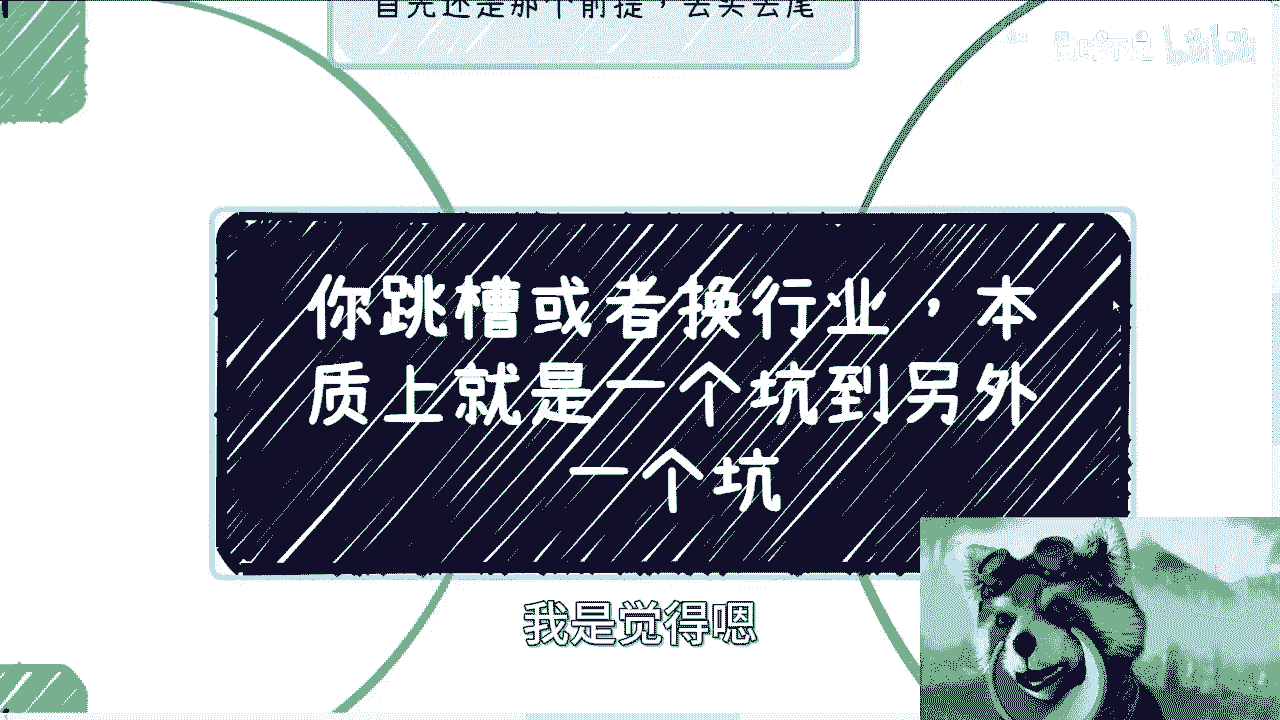 首先还是那个前提，去头去尾
bilibili
你跳槽或者换行业，本
质上就是一个坑到另外
一个坑
我是觉得嗯